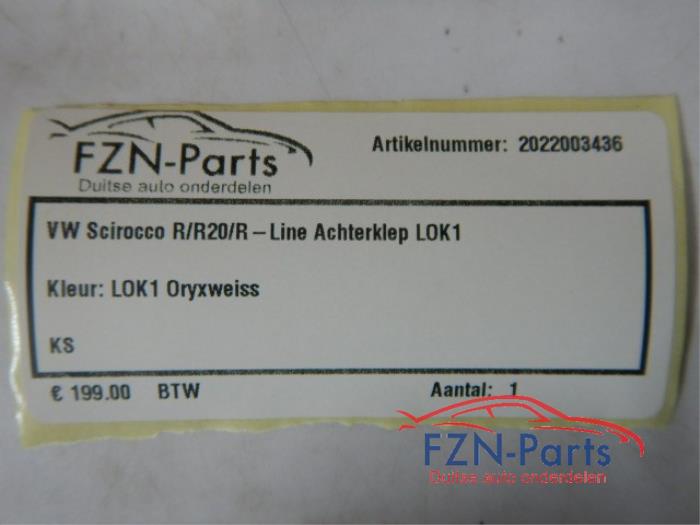 FZN-Parts
Duitse auto onderdelen
Artikelnummer: 2022003436
VW Scirocco R/R20/R-Line Achterklep LOK1
Kleur: LOK1 Oryxweiss
KS
€ 199.00 BTW Aantal: 1
FZN-Parts
Duitse auto onderdelen